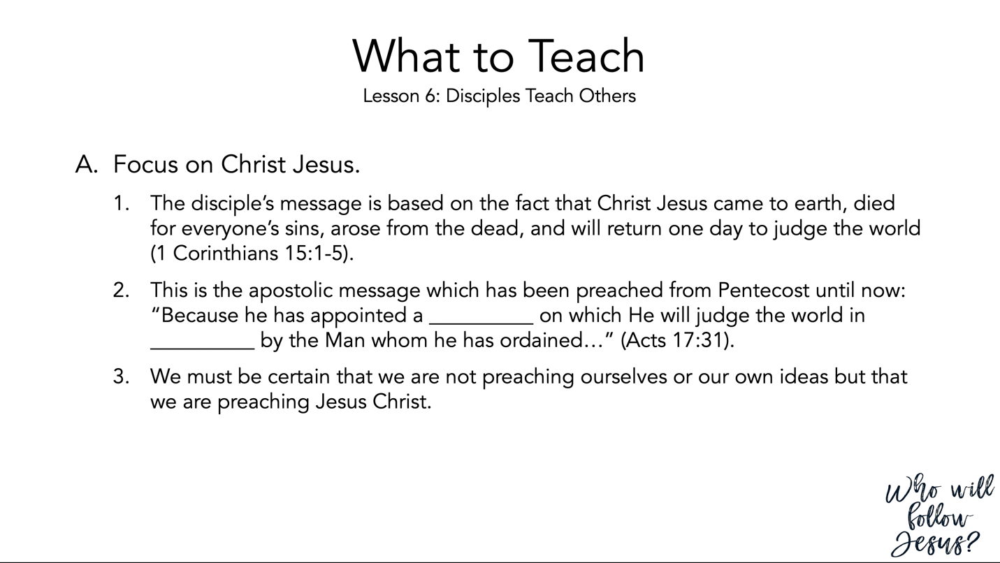 What to Teach
Lesson 6: Disciples Teach Others
A. Focus on Christ Jesus.
1. The disciple’s message is based on the fact that Christ Jesus came to earth, died
for everyone’s sins, arose from the dead, and will return one day to judge the world
(1 Corinthians 15:1-5).
2. This is the apostolic message which has been preached from Pentecost until now:
“Because he has appointed a __________ on which He will judge the world in
__________ by the Man whom he has ordained…” (Acts 17:31).
3. We must be certain that we are not preaching ourselves or our own ideas but that
we are preaching Jesus Christ.
Who will
follow
Jesus?